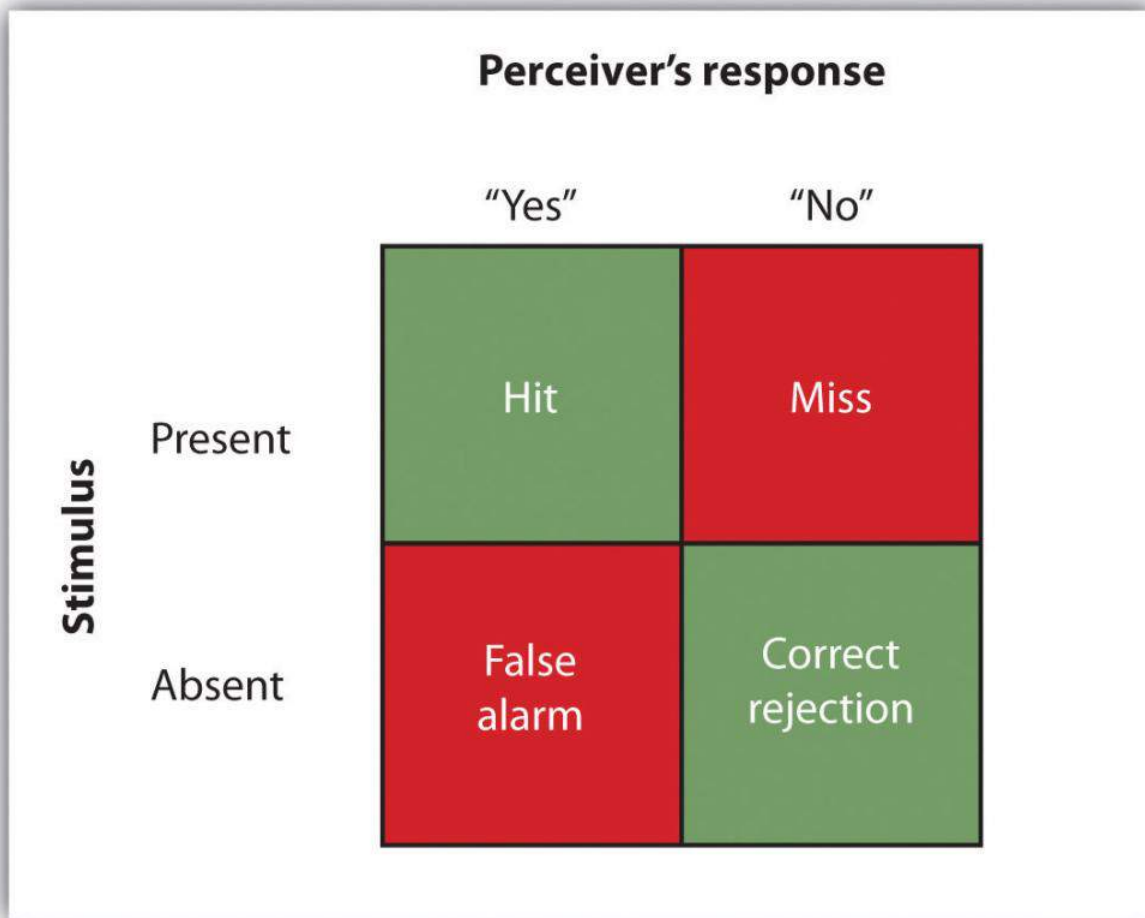 Perceiver’s response
“Yes” “No”
Hit Miss
Present
Stimulus
False
alarm
Correct
rejection
Absent